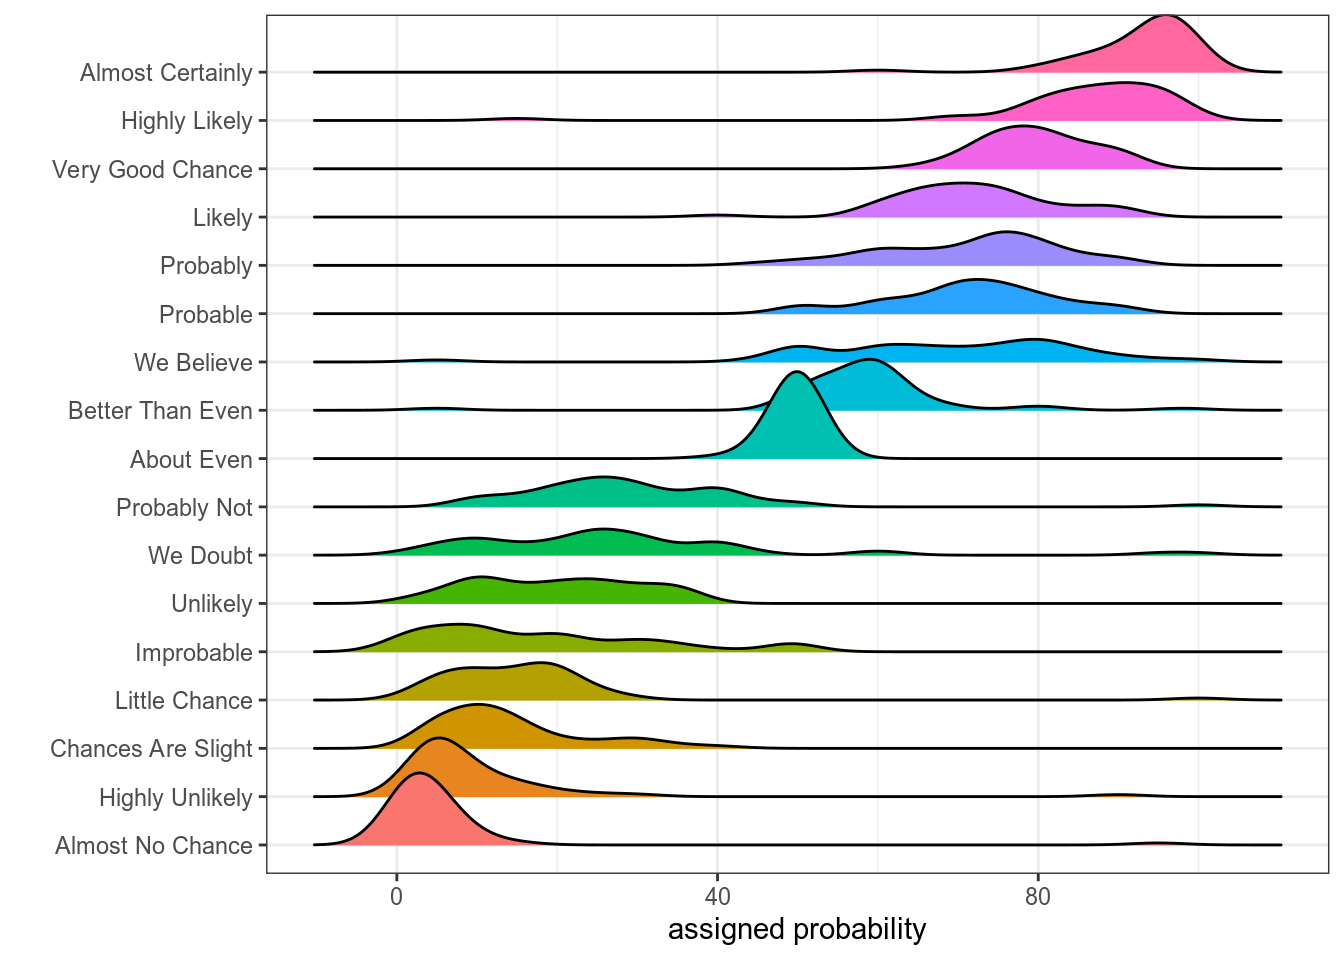 Almost Certainly
Highly Likely
Very Good Chance
Likely
Probably
Probable
We Believe
Better Than Even
About Even
Probably Not
We Doubt
Unlikely
Improbable
Little Chance
Chances Are Slight
Highly Unlikely
Almost No Chance
0 40 80
assigned probability